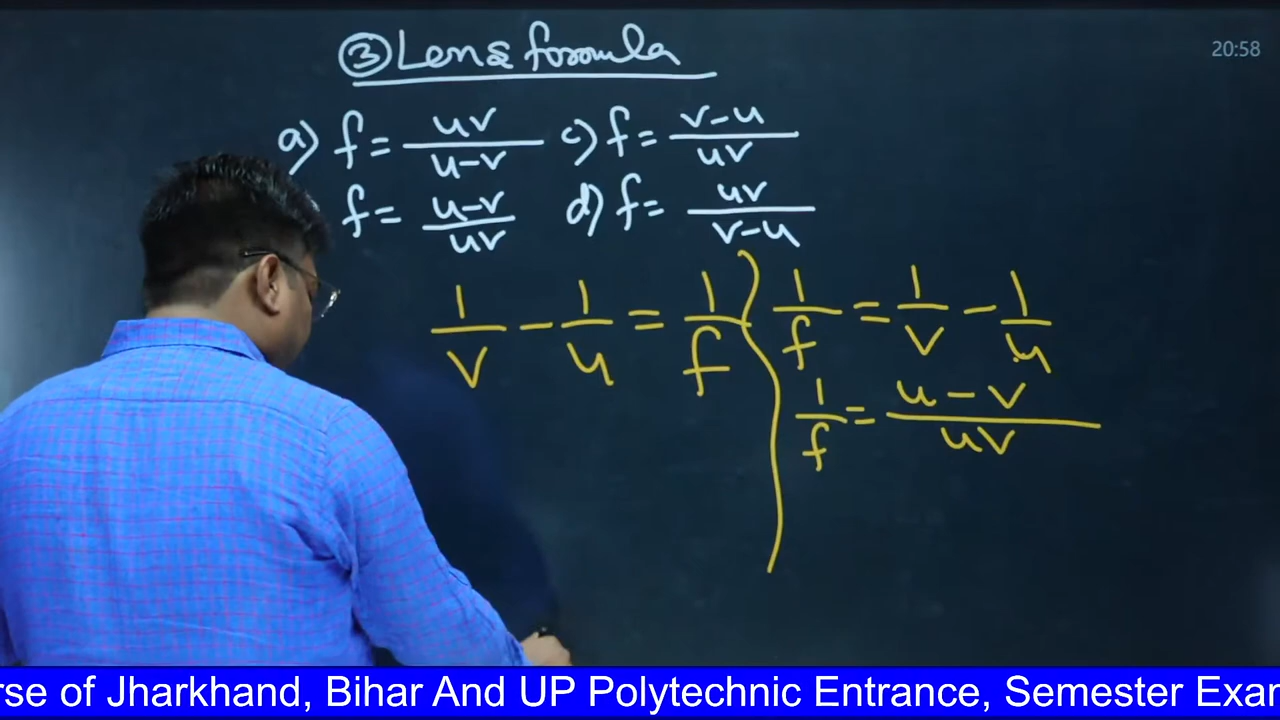 ③ Lens formula
20:58
a) f = uv/u-v c) f = v-u/uv
f = u-v/uv d) f = uv/v-u
1/v - 1/u = 1/f
1/f = 1/v - 1/u
1/f = u-v/uv
rse of Jharkhand, Bihar And UP Polytechnic Entrance, Semester Exar